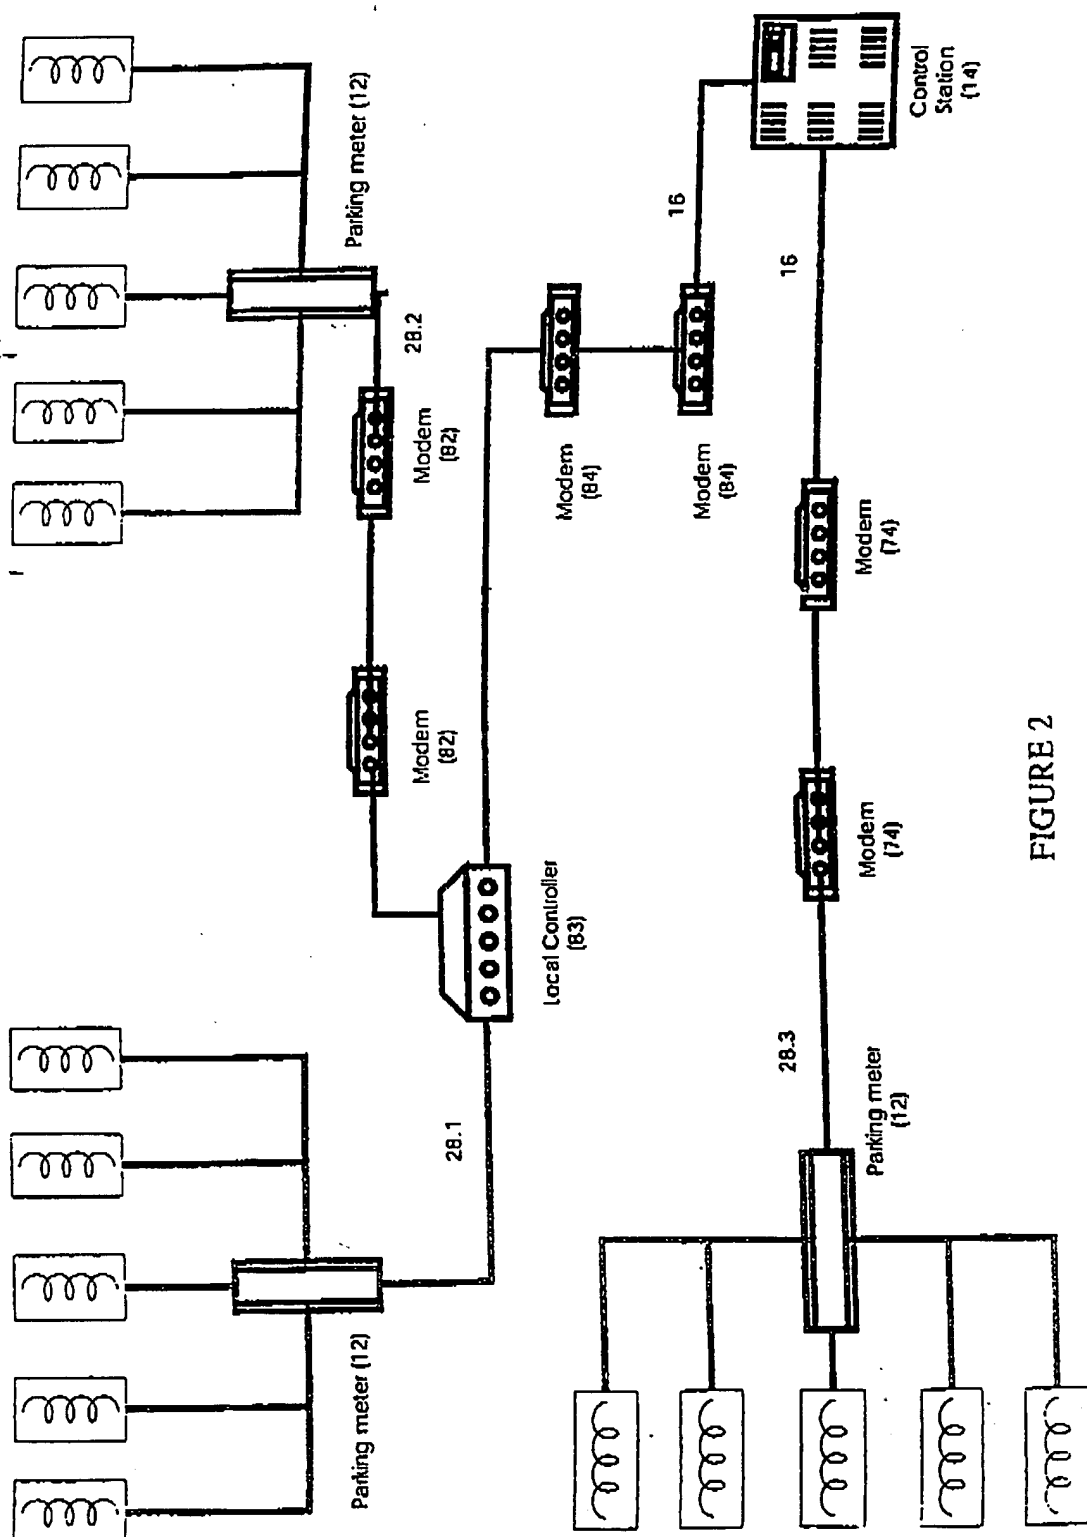 Parking meter (12)
Parking meter (12)
28.2
Modem
(82)
Modem
(82)
28.1
Local Controller
(83)
Modem
(84)
16
Modem
(84)
28.3
16
Parking meter
(12)
Modem
(74)
Modem
(74)
Control
Station
(14)
FIGURE 2